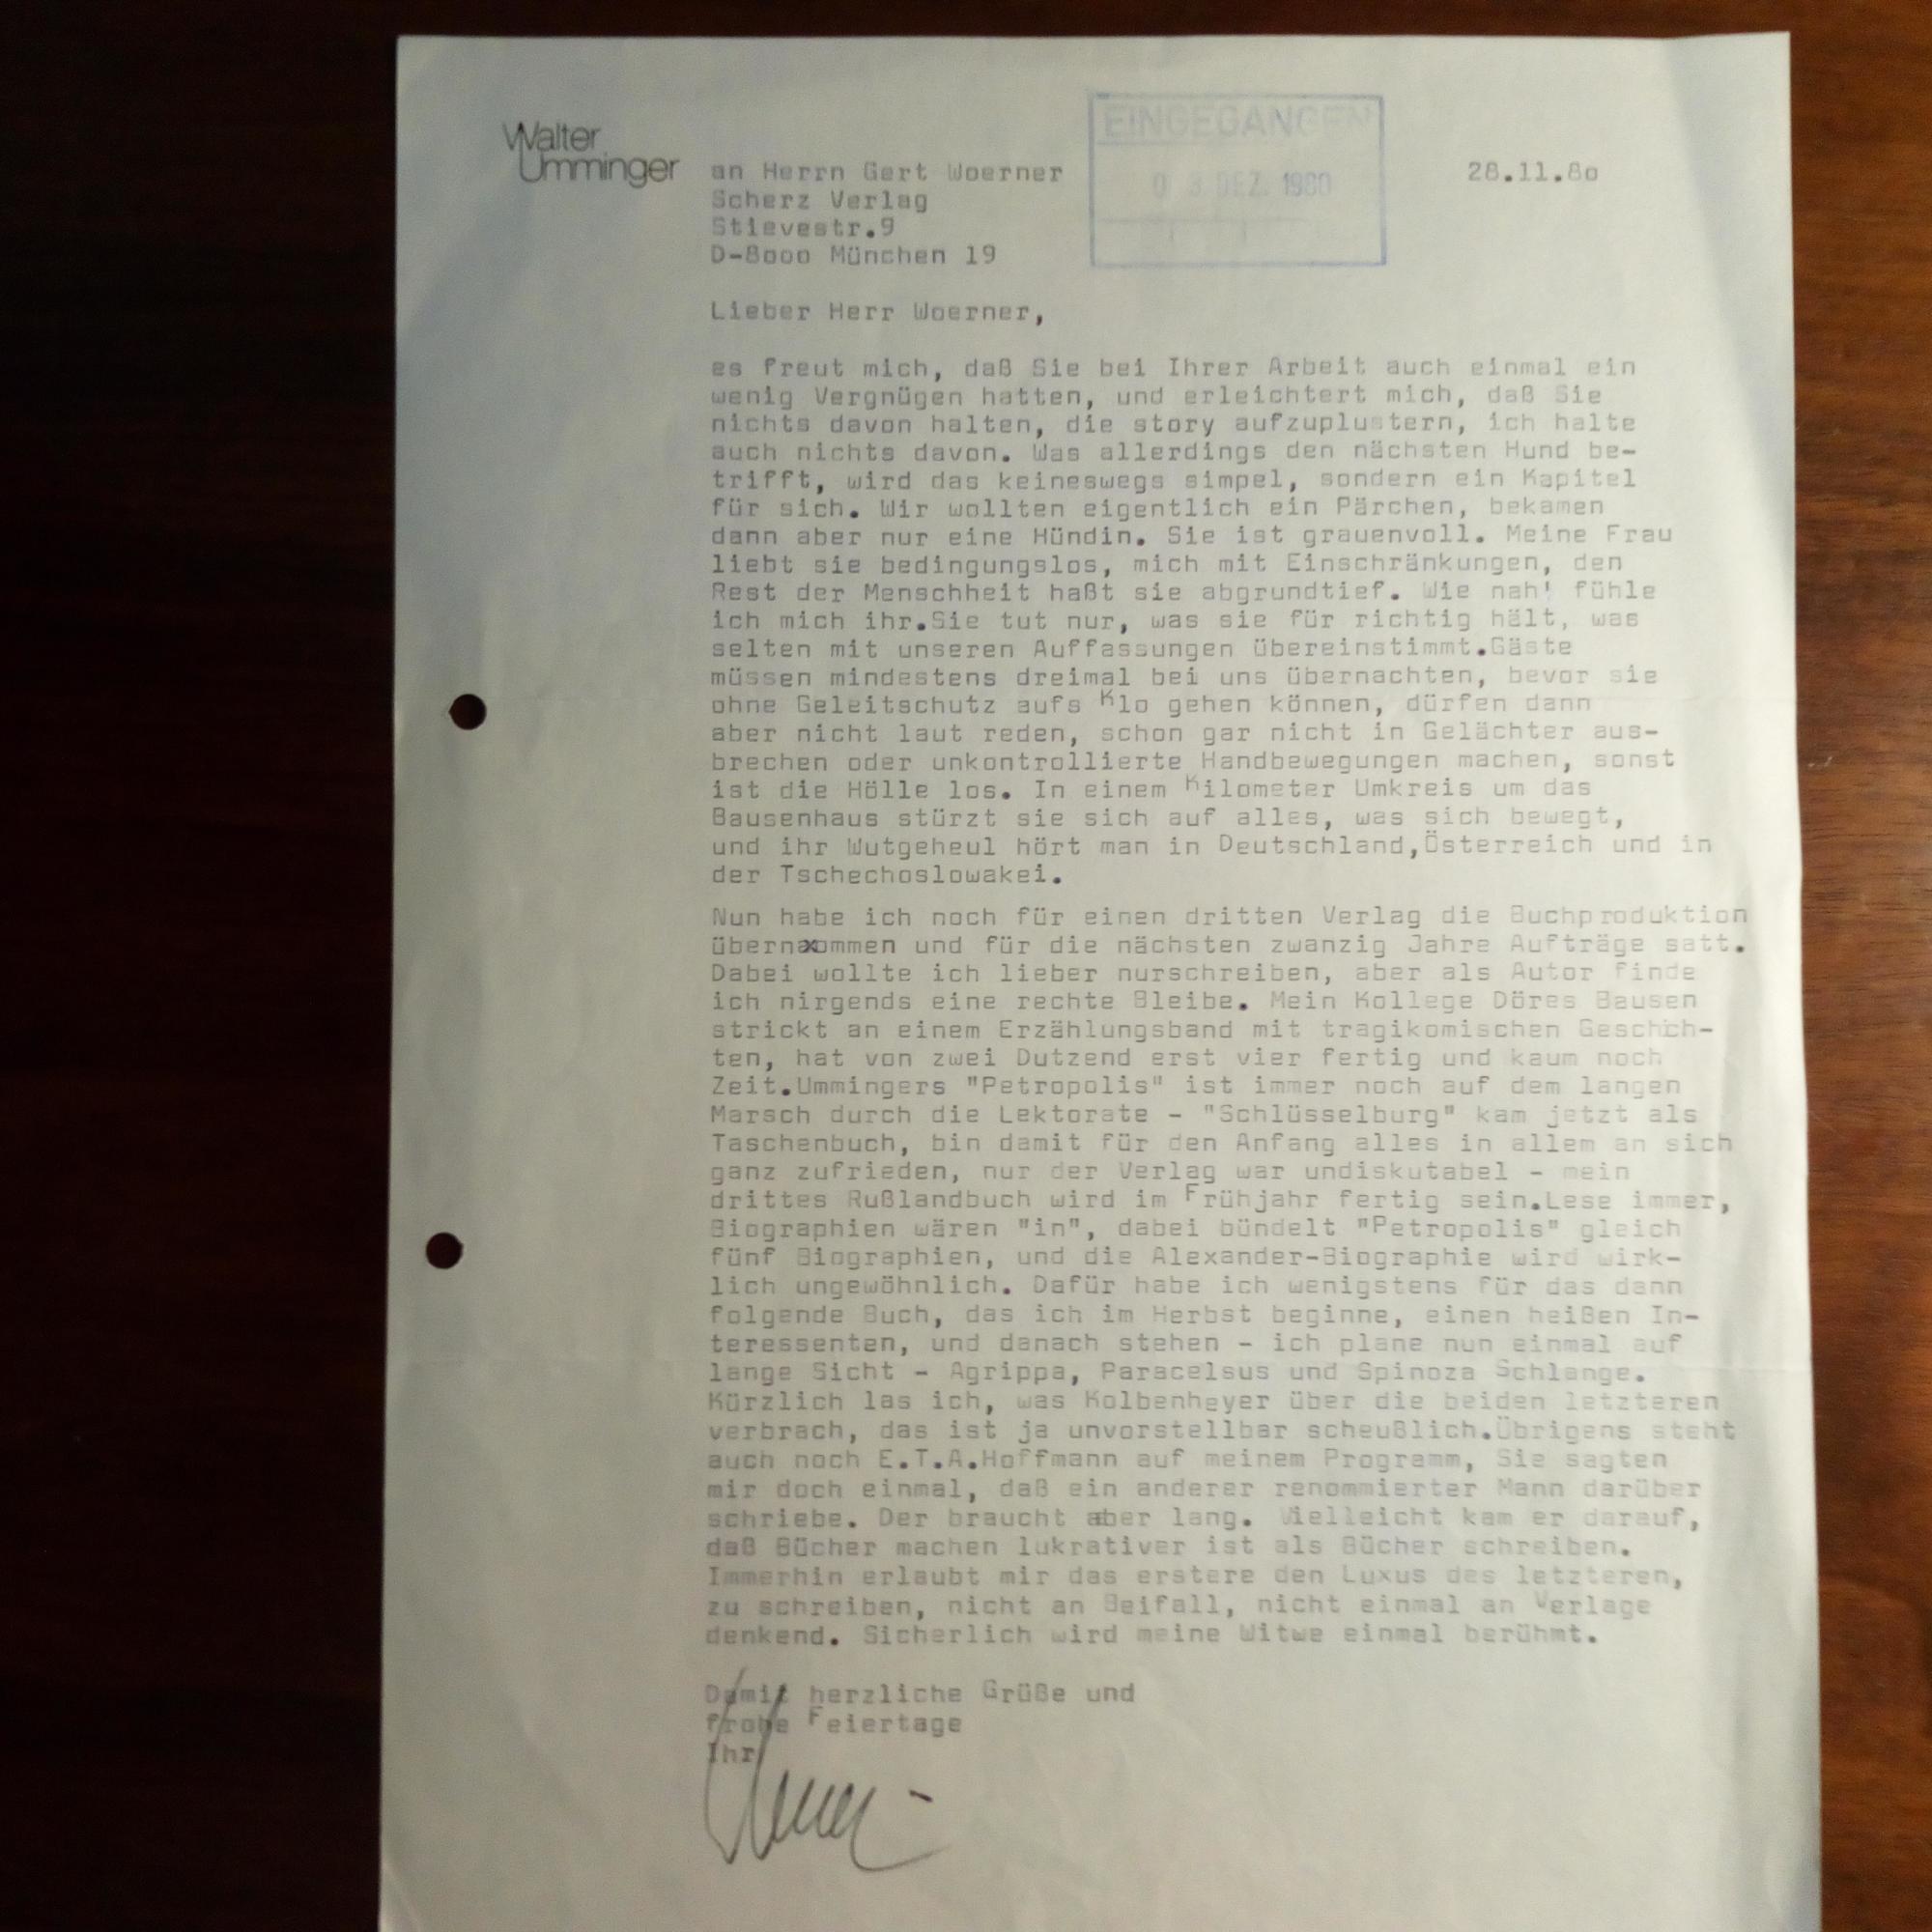 Walter
Umminger
EINGEGANGEN
0 3. DEZ. 1980
28.11.80
an Herrn Gert Woerner
Scherz Verlag
Stievestr.9
D-8000 München 19
Lieber Herr Woerner,
es freut mich, daß Sie bei Ihrer Arbeit auch einmal ein
wenig Vergnügen hatten, und erleichtert mich, daß Sie
nichts davon halten, die story aufzuplustern, ich halte
auch nichts davon. Was allerdings den nächsten Hund be-
trifft, wird das keineswegs simpel, sondern ein Kapitel
für sich. Wir wollten eigentlich ein Pärchen, bekamen
dann aber nur eine Hündin. Sie ist grauenvoll. Meine Frau
liebt sie bedingungslos, mich mit Einschränkungen, den
Rest der Menschheit haßt sie abgrundtief. Wie nah' fühle
ich mich ihr.Sie tut nur, was sie für richtig hält, was
selten mit unseren Auffassungen übereinstimmt.Gäste
müssen mindestens dreimal bei uns übernachten, bevor sie
ohne Geleitschutz aufs Klo gehen können, dürfen dann
aber nicht laut reden, schon gar nicht in Gelächter aus-
brechen oder unkontrollierte Handbewegungen machen, sonst
ist die Hölle los. In einem Kilometer Umkreis um das
Bausenhaus stürzt sie sich auf alles, was sich bewegt,
und ihr Wutgeheul hört man in Deutschland,Österreich und in
der Tschechoslowakei.
Nun habe ich noch für einen dritten Verlag die Buchproduktion
übernxommen und für die nächsten zwanzig Jahre Aufträge satt.
Dabei wollte ich lieber nurschreiben, aber als Autor finde
ich nirgends eine rechte Bleibe. Mein Kollege Döres Bausen
strickt an einem Erzählungsband mit tragikomischen Geschich-
ten, hat von zwei Dutzend erst vier fertig und kaum noch
Zeit.Ummingers "Petropolis" ist immer noch auf dem langen
Marsch durch die Lektorate - "Schlüsselburg" kam jetzt als
Taschenbuch, bin damit für den Anfang alles in allem an sich
ganz zufrieden, nur der Verlag war undiskutabel - mein
drittes Rußlandbuch wird im Frühjahr fertig sein.Lese immer,
Biographien wären "in", dabei bündelt "Petropolis" gleich
fünf Biographien, und die Alexander-Biographie wird wirk-
lich ungewöhnlich. Dafür habe ich wenigstens für das dann
folgende Buch, das ich im Herbst beginne, einen heißen In-
teressenten, und danach stehen - ich plane nun einmal auf
lange Sicht - Agrippa, Paracelsus und Spinoza Schlange.
Kürzlich las ich, was Kolbenheyer über die beiden letzteren
verbrach, das ist ja unvorstellbar scheußlich.Übrigens steht
auch noch E.T.A.Hoffmann auf meinem Programm, Sie sagten
mir doch einmal, daß ein anderer renommierter Mann darüber
schriebe. Der braucht aber lang. Vielleicht kam er darauf,
daß Bücher machen lukrativer ist als Bücher schreiben.
Immerhin erlaubt mir das erstere den Luxus des letzteren,
zu schreiben, nicht an Beifall, nicht einmal an Verlage
denkend. Sicherlich wird meine Witwe einmal berühmt.
Damit herzliche Grüße und
frohe Feiertage
Ihr